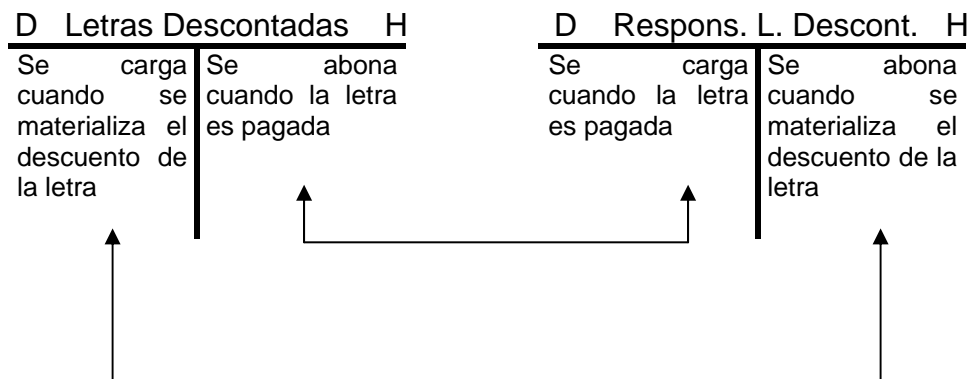 D Letras Descontadas H
Se carga
cuando se
materializa el
descuento de
la letra
Se abona
cuando la letra
es pagada
D Respons. L. Descont. H
Se carga
cuando la letra
es pagada
Se abona
cuando se
materializa el
descuento de la
letra